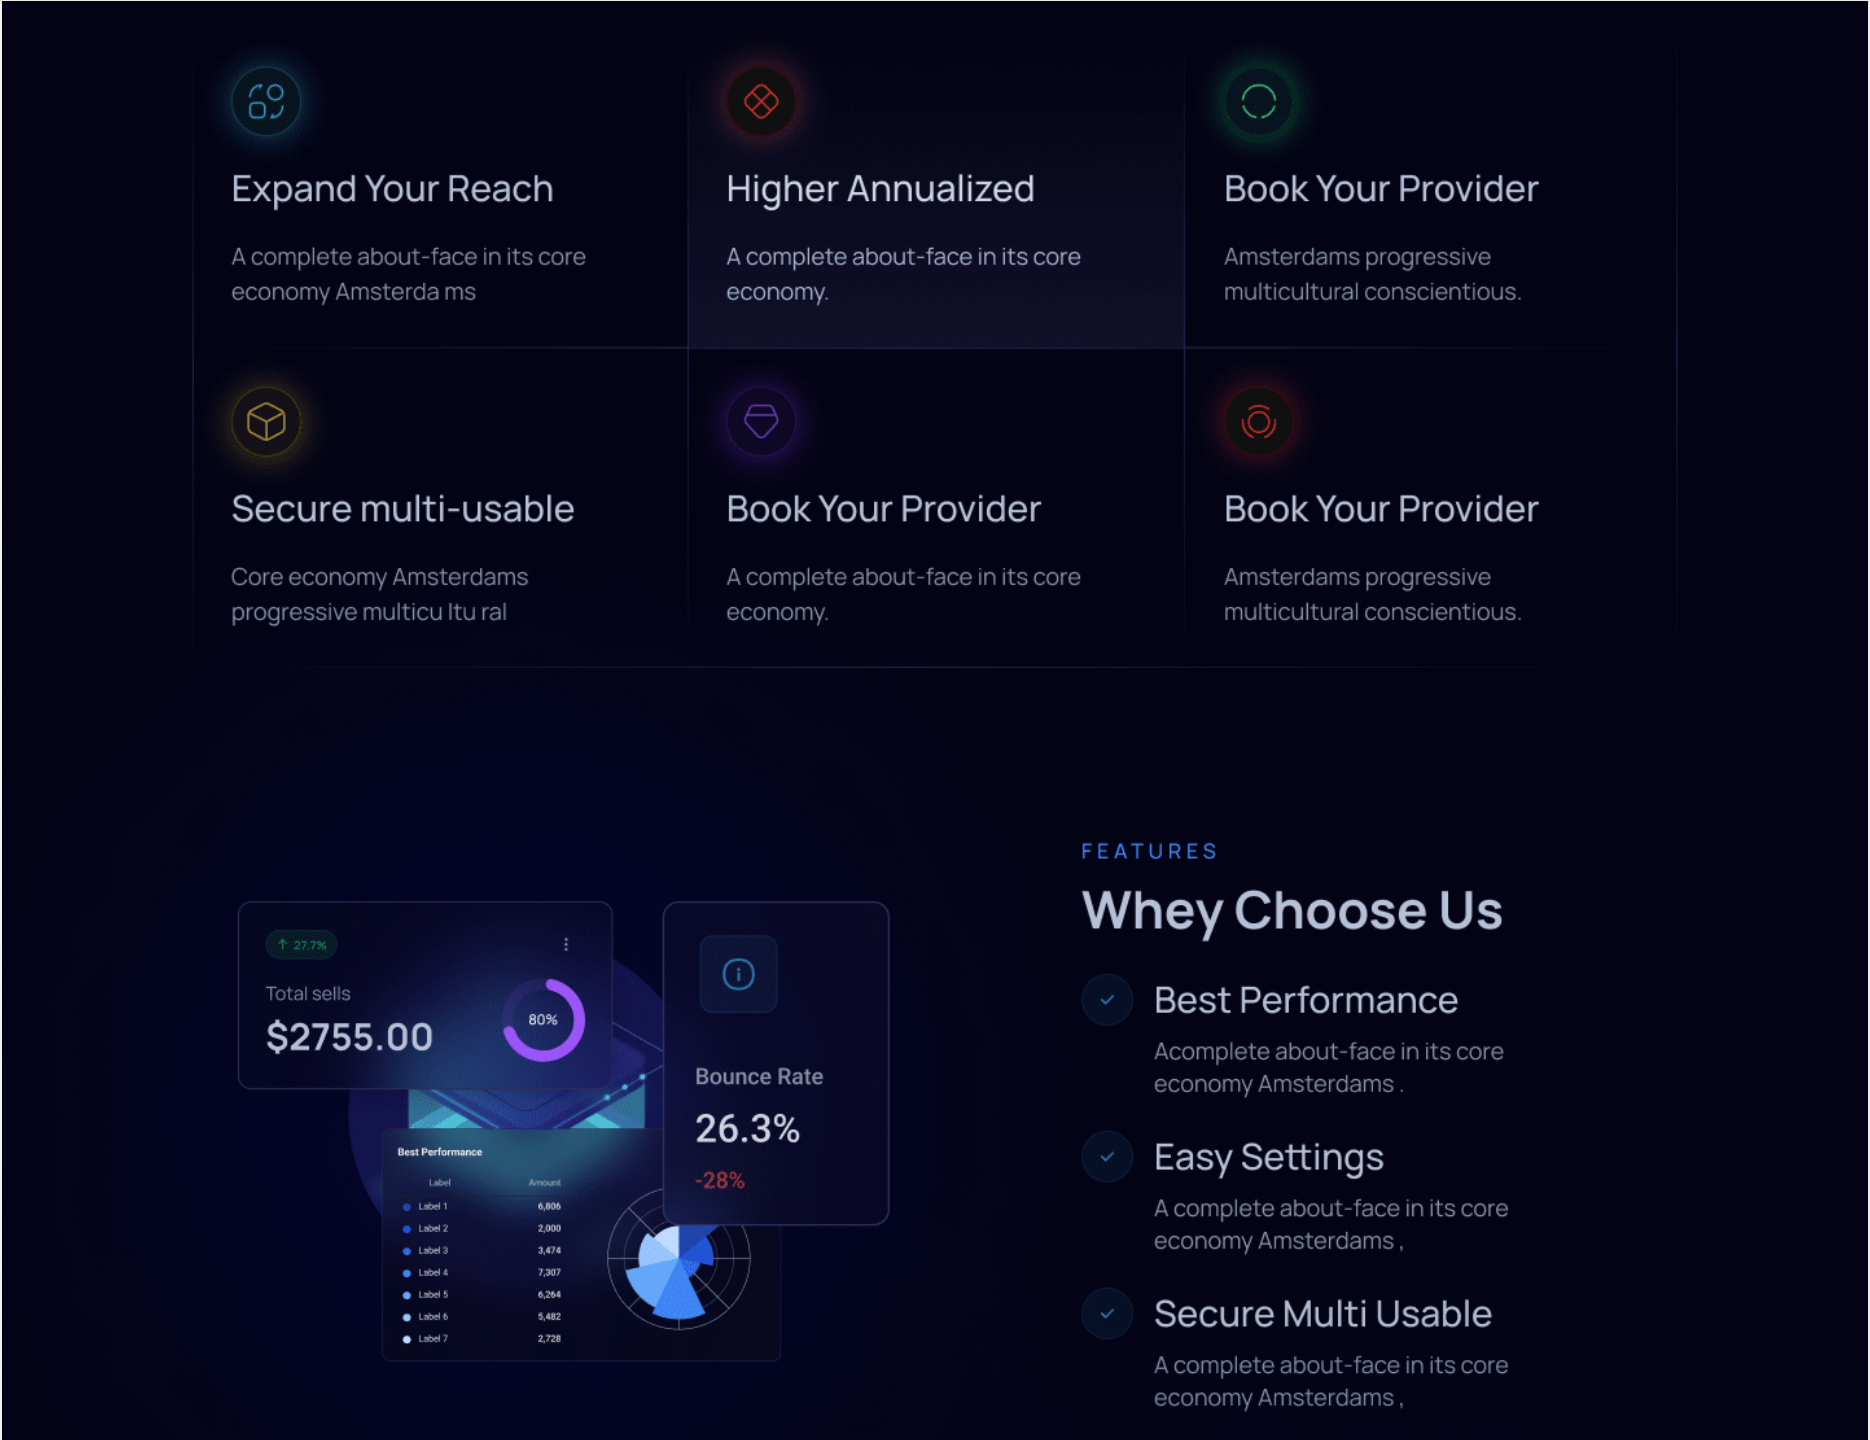 Expand Your Reach
A complete about-face in its core
economy Amsterda ms
Higher Annualized
A complete about-face in its core
economy.
Book Your Provider
Amsterdams progressive
multicultural conscientious.
Secure multi-usable
Core economy Amsterdams
progressive multicu ltu ral
Book Your Provider
A complete about-face in its core
economy.
Book Your Provider
Amsterdams progressive
multicultural conscientious.
↑ 27.7%
Total sells
$2755.00
80%
Bounce Rate
26.3%
-28%
Best Performance
Label Amount
Label 1 6,806
Label 2 2,000
Label 3 3,474
Label 4 7,307
Label 5 6,264
Label 6 5,482
Label 7 2,728
FEATURES
Whey Choose Us
Best Performance
Acomplete about-face in its core
economy Amsterdams .
Easy Settings
A complete about-face in its core
economy Amsterdams ,
Secure Multi Usable
A complete about-face in its core
economy Amsterdams ,